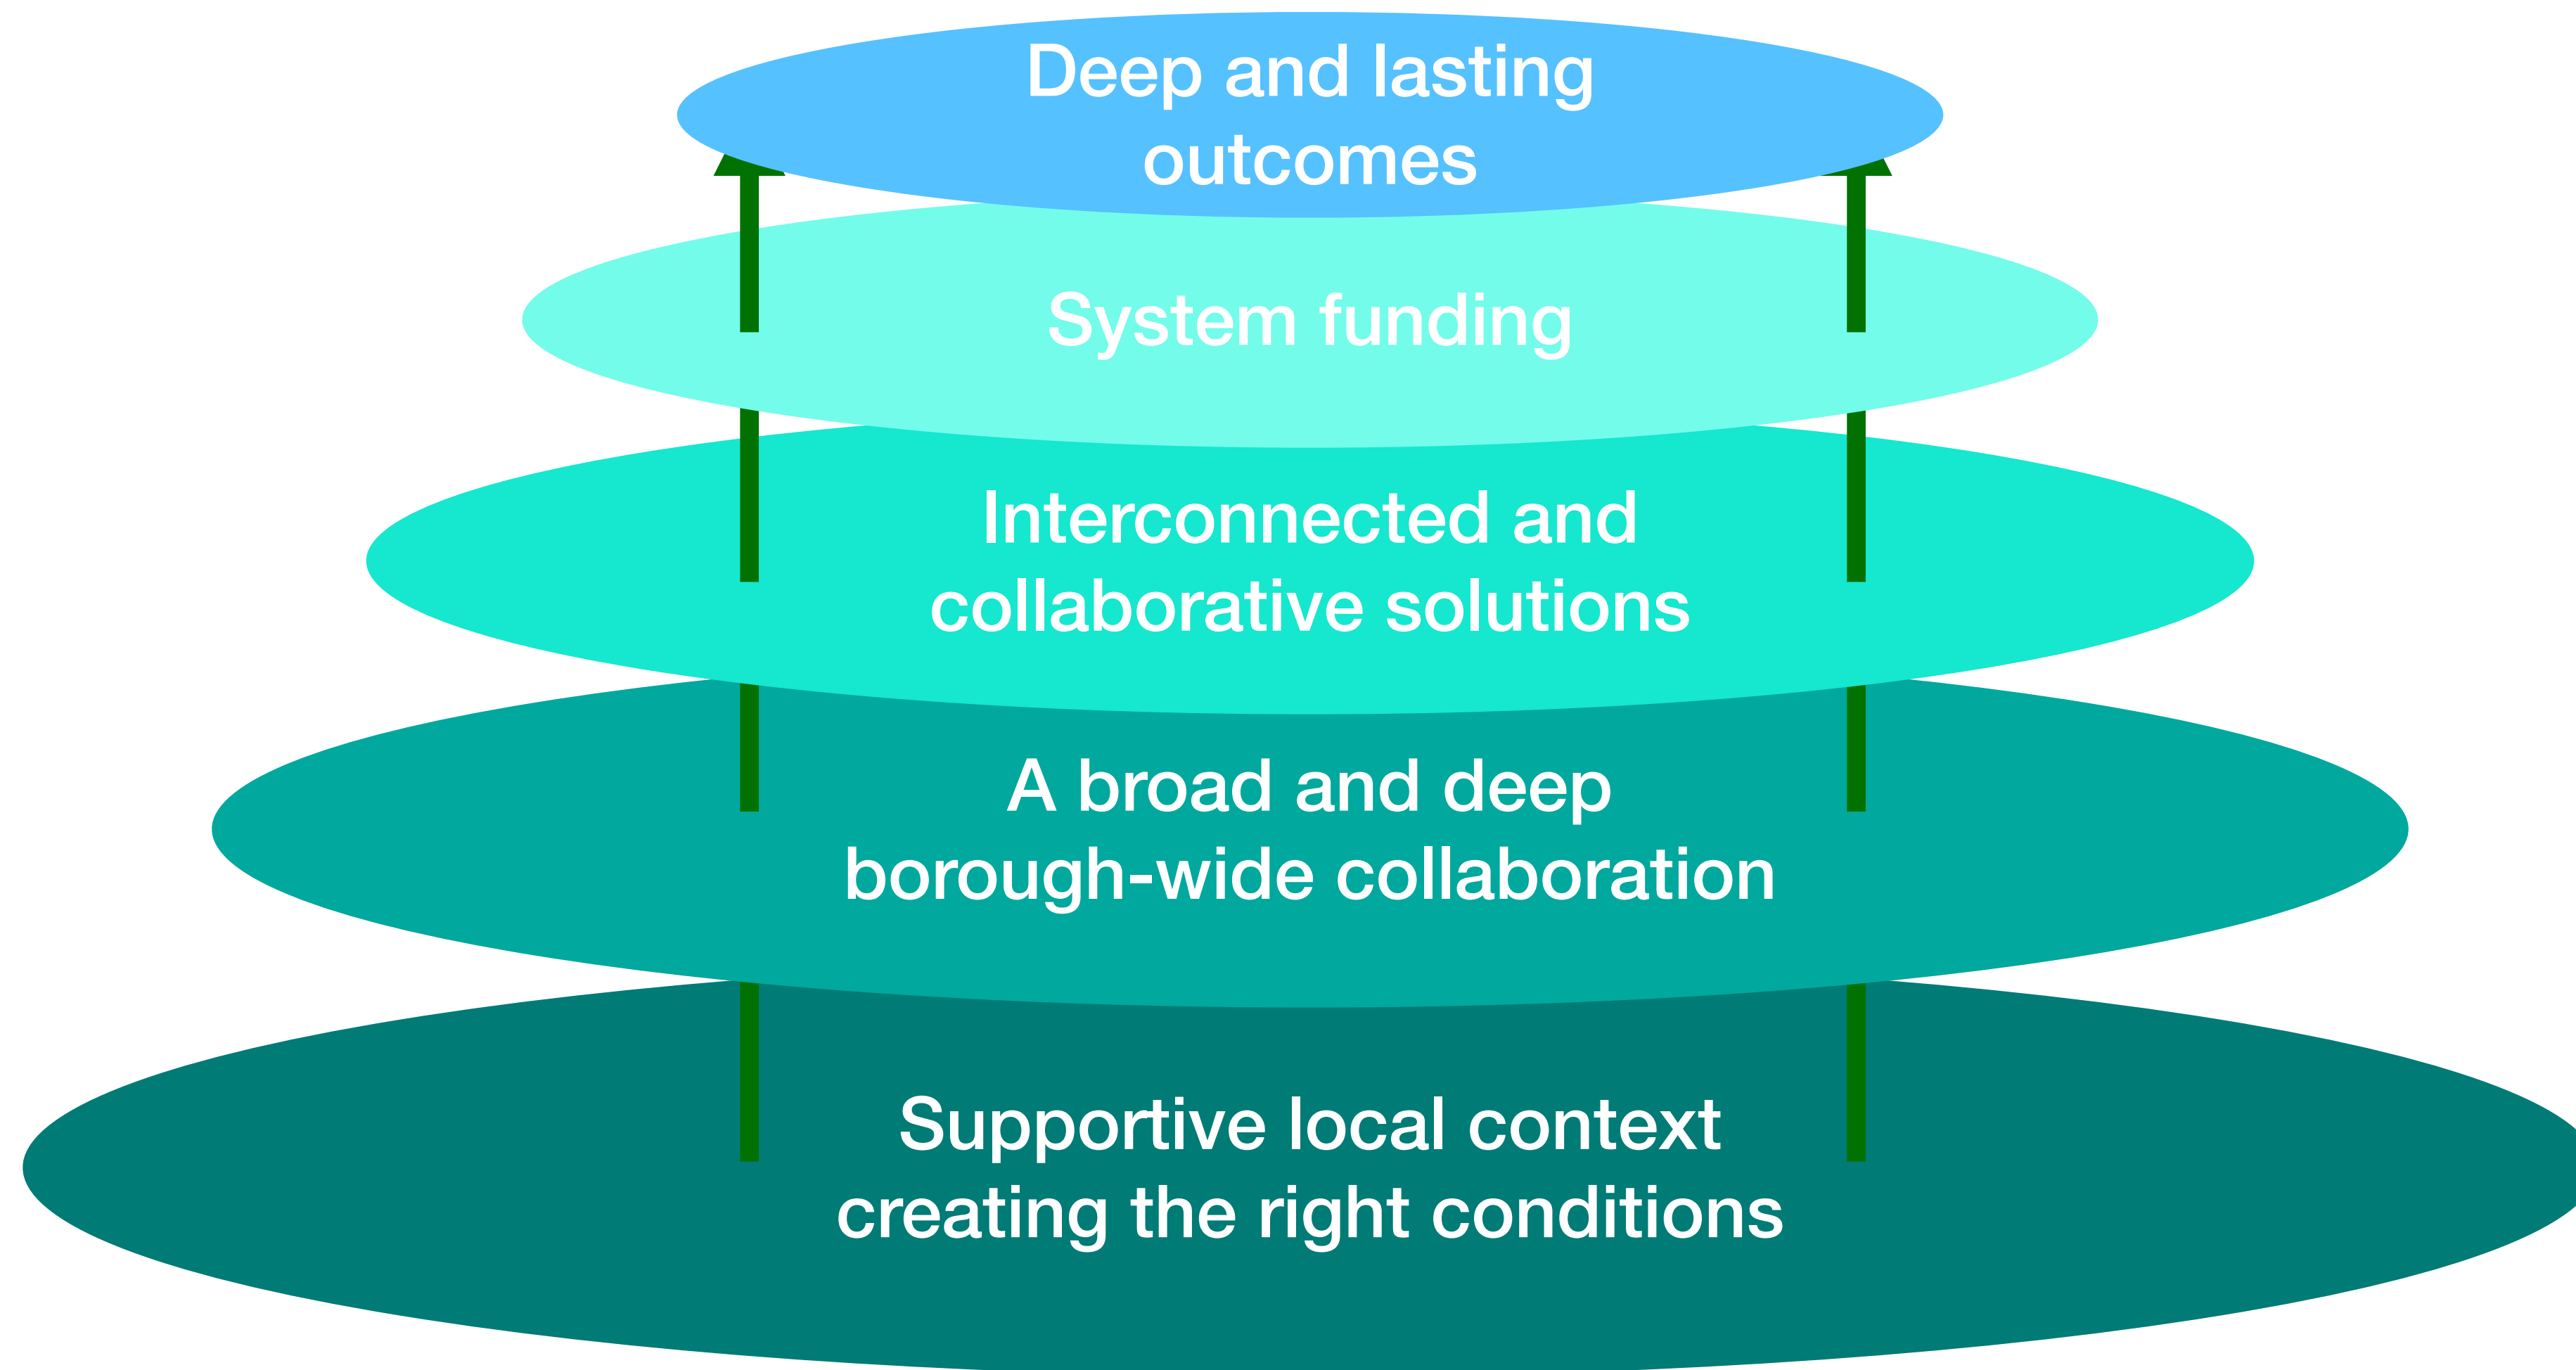 Deep and lasting
outcomes
System funding
Interconnected and
collaborative solutions
A broad and deep
borough-wide collaboration
Supportive local context
creating the right conditions